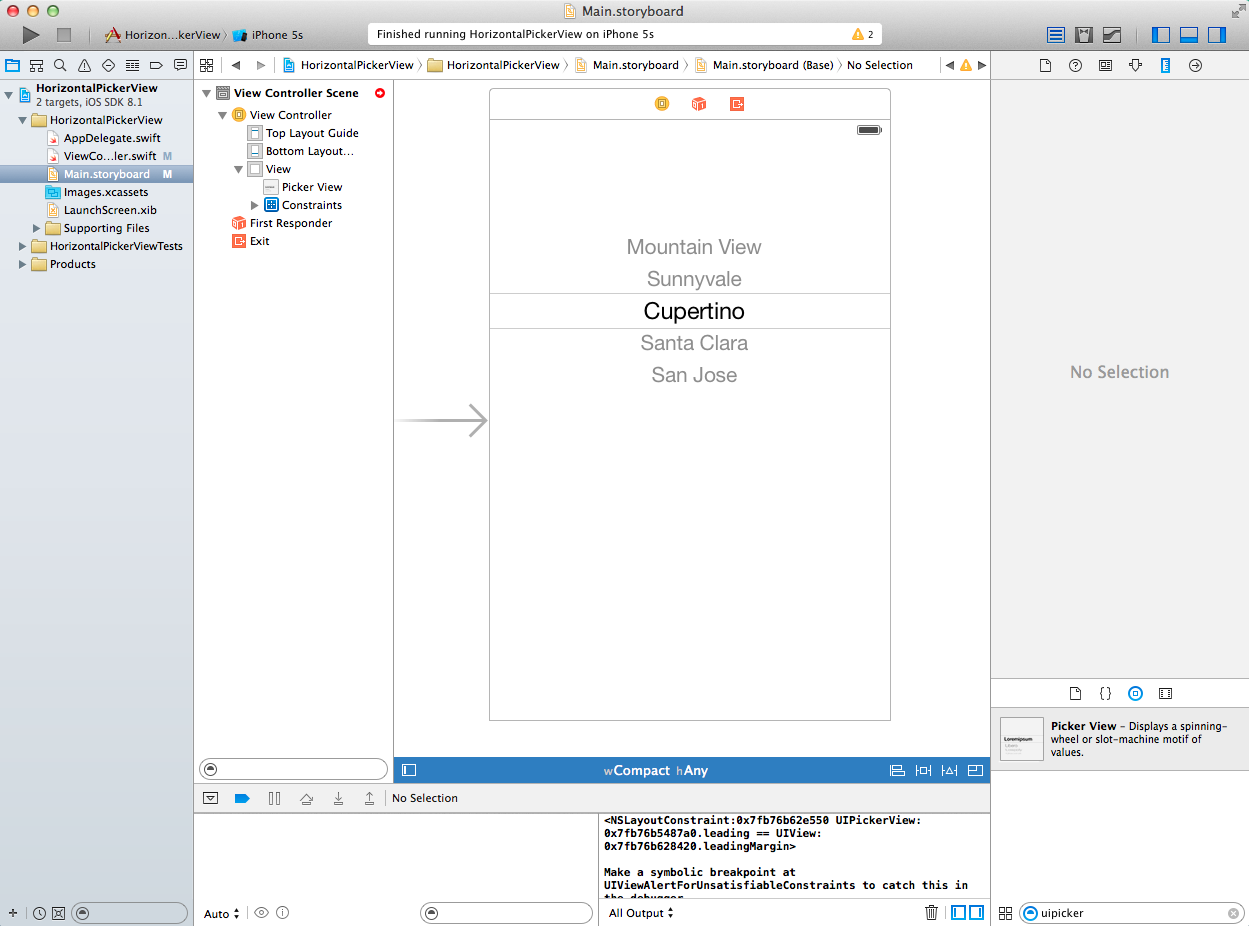 Main.storyboard
Horizon...kerView
iPhone 5s
Finished running HorizontalPickerView on iPhone 5s
2
HorizontalPickerView
HorizontalPickerView
Main.storyboard
Main.storyboard (Base)
No Selection
HorizontalPickerView
2 targets, iOS SDK 8.1
HorizontalPickerView
AppDelegate.swift
ViewCo...ler.swift M
Main.storyboard M
Images.xcassets
LaunchScreen.xib
Supporting Files
HorizontalPickerViewTests
Products
View Controller Scene
View Controller
Top Layout Guide
Bottom Layout...
View
Picker View
Constraints
First Responder
Exit
Mountain View
Sunnyvale
Cupertino
Santa Clara
San Jose
No Selection
Picker View - Displays a spinning-
wheel or slot-machine motif of
values.
wCompact hAny
No Selection
<NSLayoutConstraint:0x7fb76b62e550 UIPickerView:
0x7fb76b5487a0.leading == UIView:
0x7fb76b628420.leadingMargin>
Make a symbolic breakpoint at
UIViewAlertForUnsatisfiableConstraints to catch this in
the debugger
Auto
All Output
uipicker